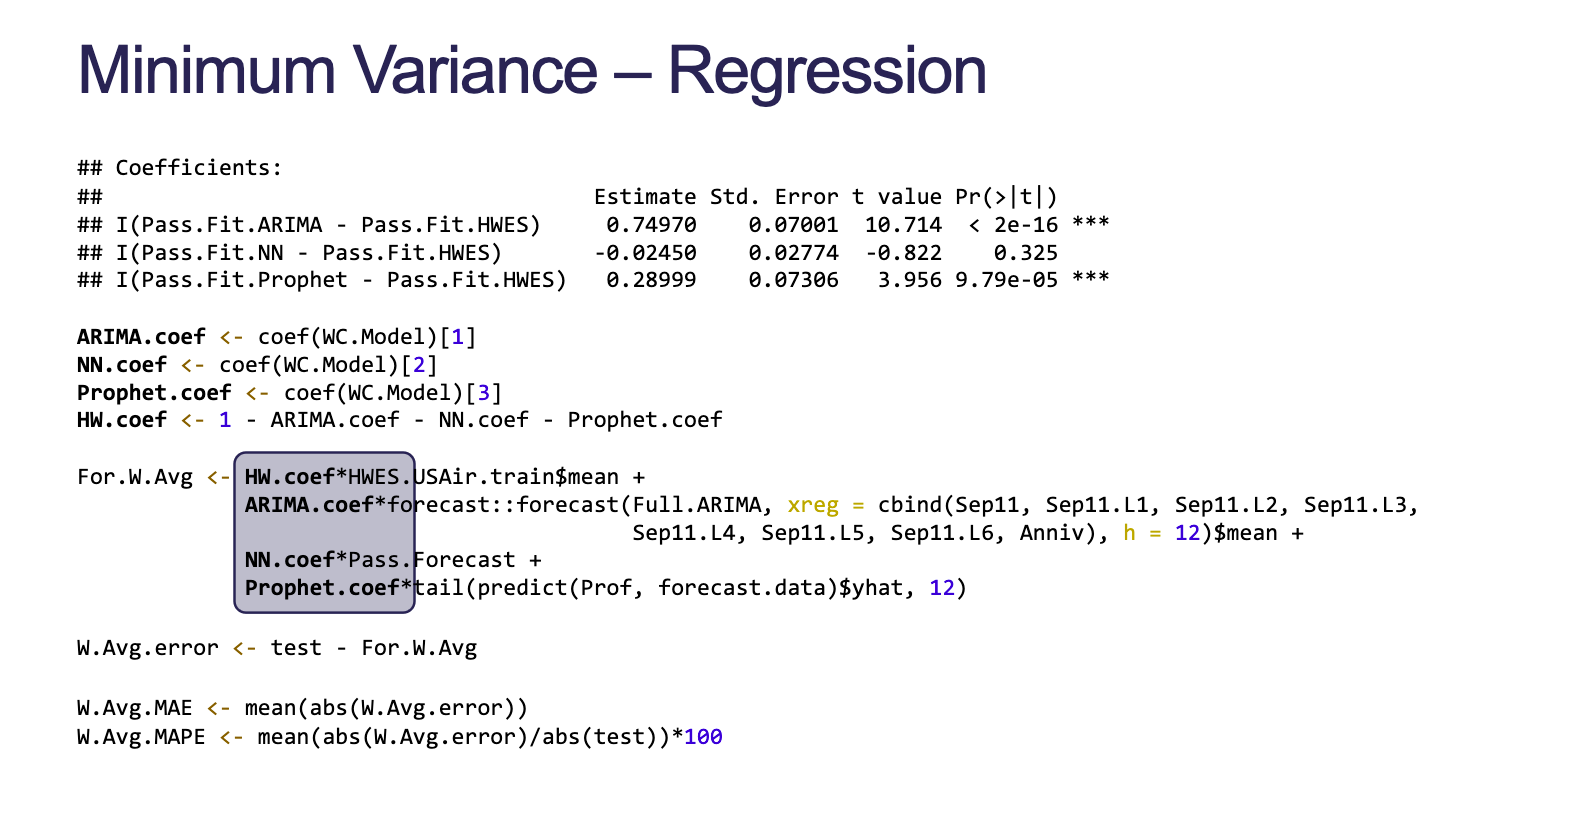 Minimum Variance – Regression
## Coefficients:
## Estimate Std. Error t value Pr(>|t|)
## I(Pass.Fit.ARIMA - Pass.Fit.HWES) 0.74970 0.07001 10.714 < 2e-16 ***
## I(Pass.Fit.NN - Pass.Fit.HWES) -0.02450 0.02774 -0.822 0.325
## I(Pass.Fit.Prophet - Pass.Fit.HWES) 0.28999 0.07306 3.956 9.79e-05 ***
ARIMA.coef <- coef(WC.Model)[1]
NN.coef <- coef(WC.Model)[2]
Prophet.coef <- coef(WC.Model)[3]
HW.coef <- 1 - ARIMA.coef - NN.coef - Prophet.coef
For.W.Avg <- HW.coef*HWES.USAir.train$mean +
ARIMA.coef*forecast::forecast(Full.ARIMA, xreg = cbind(Sep11, Sep11.L1, Sep11.L2, Sep11.L3,
Sep11.L4, Sep11.L5, Sep11.L6, Anniv), h = 12)$mean +
NN.coef*Pass.Forecast +
Prophet.coef*tail(predict(Prof, forecast.data)$yhat, 12)
W.Avg.error <- test - For.W.Avg
W.Avg.MAE <- mean(abs(W.Avg.error))
W.Avg.MAPE <- mean(abs(W.Avg.error)/abs(test))*100